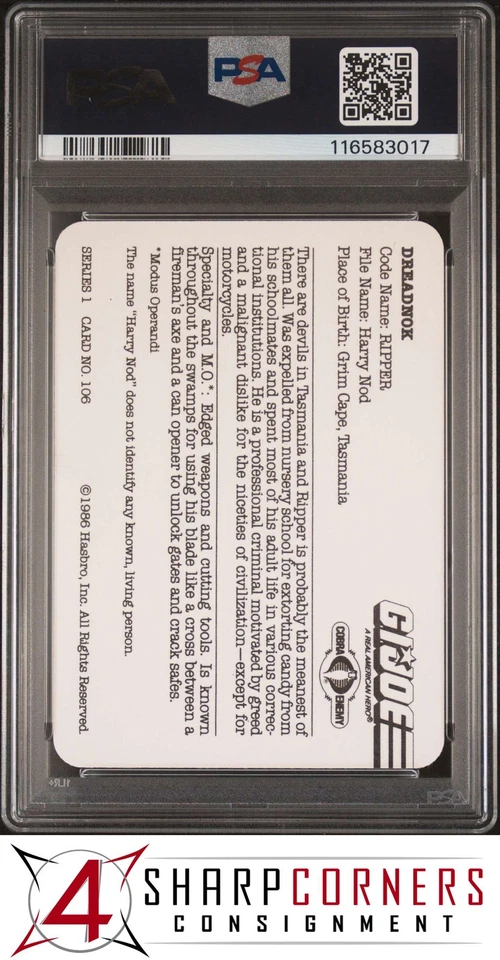 PSA
116583017
DREADNOK
Code Name: RIPPER
File Name: Harry Nod
Place of Birth: Grim Cape, Tasmania
G.I. JOE
A REAL AMERICAN HERO®
COBRA
ENEMY
There are devils in Tasmania and Ripper is probably the meanest of
them all. Was expelled from nursery school for extorting candy from
his schoolmates and spent most of his adult life in various correc-
tional institutions. He is a professional criminal motivated by greed
and a malignant dislike for the niceties of civilization—except for
motorcycles.
Specialty and M.O.*: Edged weapons and cutting tools. Is known
throughout the swamps for using his blade like a cross between a
fireman's axe and a can opener to unlock gates and crack safes.
*Modus Operandi
The name "Harry Nod" does not identify any known, living person.
SERIES 1 CARD NO. 106 ©1986 Hasbro, Inc. All Rights Reserved.
PSA
4
SHARPCORNERS
CONSIGNMENT